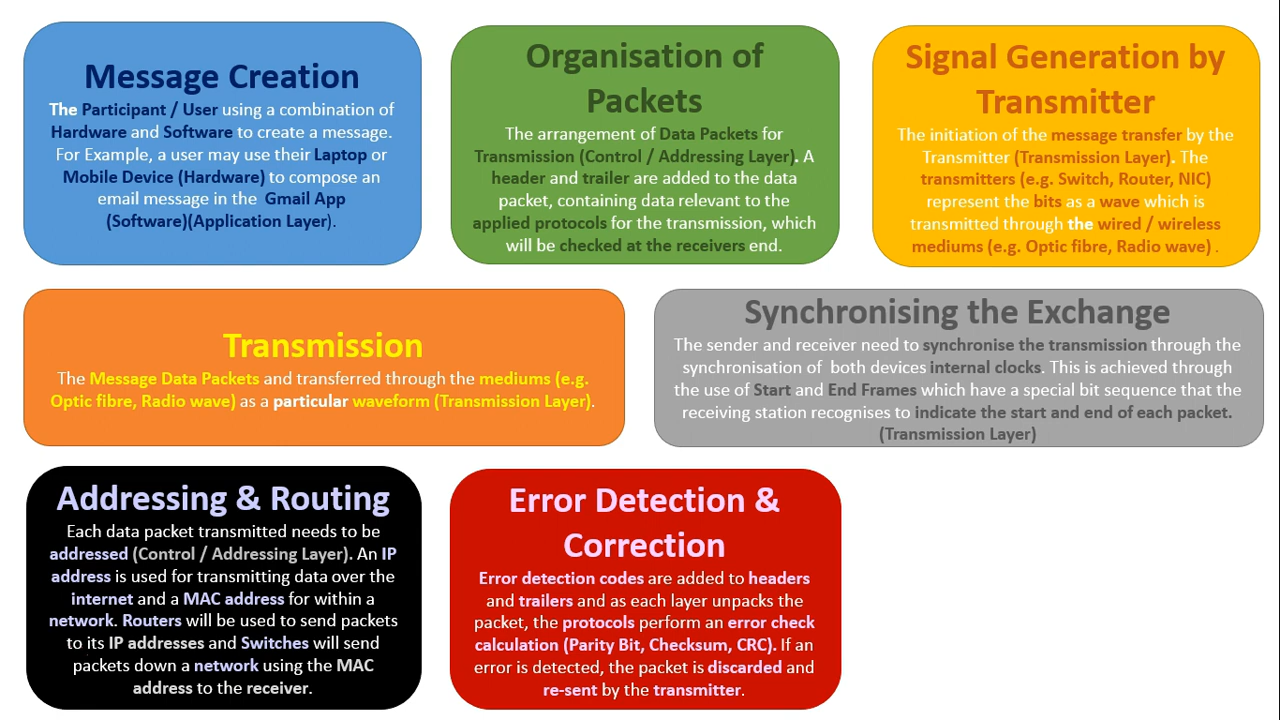 Message Creation
The Participant / User using a combination of
Hardware and Software to create a message.
For Example, a user may use their Laptop or
Mobile Device (Hardware) to compose an
email message in the Gmail App
(Software)(Application Layer).
Organisation of
Packets
The arrangement of Data Packets for
Transmission (Control / Addressing Layer). A
header and trailer are added to the data
packet, containing data relevant to the
applied protocols for the transmission, which
will be checked at the receivers end.
Signal Generation by
Transmitter
The initiation of the message transfer by the
Transmitter (Transmission Layer). The
transmitters (e.g. Switch, Router, NIC)
represent the bits as a wave which is
transmitted through the wired / wireless
mediums (e.g. Optic fibre, Radio wave) .
Transmission
The Message Data Packets and transferred through the mediums (e.g.
Optic fibre, Radio wave) as a particular waveform (Transmission Layer).
Synchronising the Exchange
The sender and receiver need to synchronise the transmission through the
synchronisation of both devices internal clocks. This is achieved through
the use of Start and End Frames which have a special bit sequence that the
receiving station recognises to indicate the start and end of each packet.
(Transmission Layer)
Addressing & Routing
Each data packet transmitted needs to be
addressed (Control / Addressing Layer). An IP
address is used for transmitting data over the
internet and a MAC address for within a
network. Routers will be used to send packets
to its IP addresses and Switches will send
packets down a network using the MAC
address to the receiver.
Error Detection &
Correction
Error detection codes are added to headers
and trailers and as each layer unpacks the
packet, the protocols perform an error check
calculation (Parity Bit, Checksum, CRC). If an
error is detected, the packet is discarded and
re-sent by the transmitter.